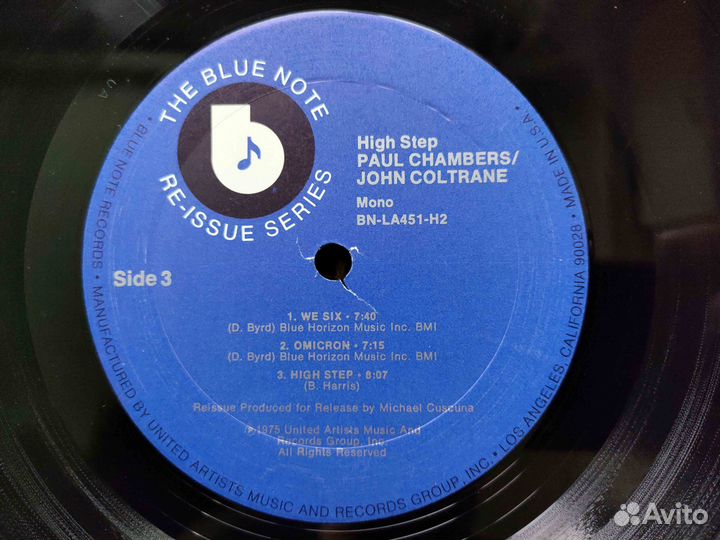 THE BLUE NOTE
RE-ISSUE SERIES
High Step
PAUL CHAMBERS/
JOHN COLTRANE
Mono
BN-LA451-H2
Side 3
1. WE SIX • 7:40
(D. Byrd) Blue Horizon Music Inc. BMI
2. OMICRON • 7:15
(D. Byrd) Blue Horizon Music Inc. BMI
3. HIGH STEP • 8:07
(B. Harris)
Reissue Produced for Release by Michael Cuscuna
℗1975 United Artists Music And
Records Group, Inc.
All Rights Reserved
• BLUE NOTE RECORDS • MANUFACTURED BY UNITED ARTISTS MUSIC AND RECORDS GROUP, INC. • LOS ANGELES, CALIFORNIA 90028 • MADE IN U.S.A.
Avito